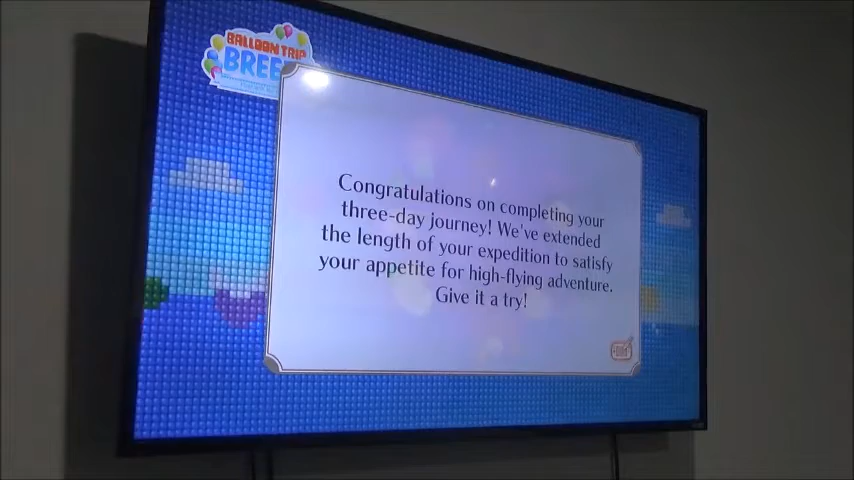 BALLOON TRIP
BREE
Congratulations on completing your
three-day journey! We've extended
the length of your expedition to satisfy
your appetite for high-flying adventure.
Give it a try!